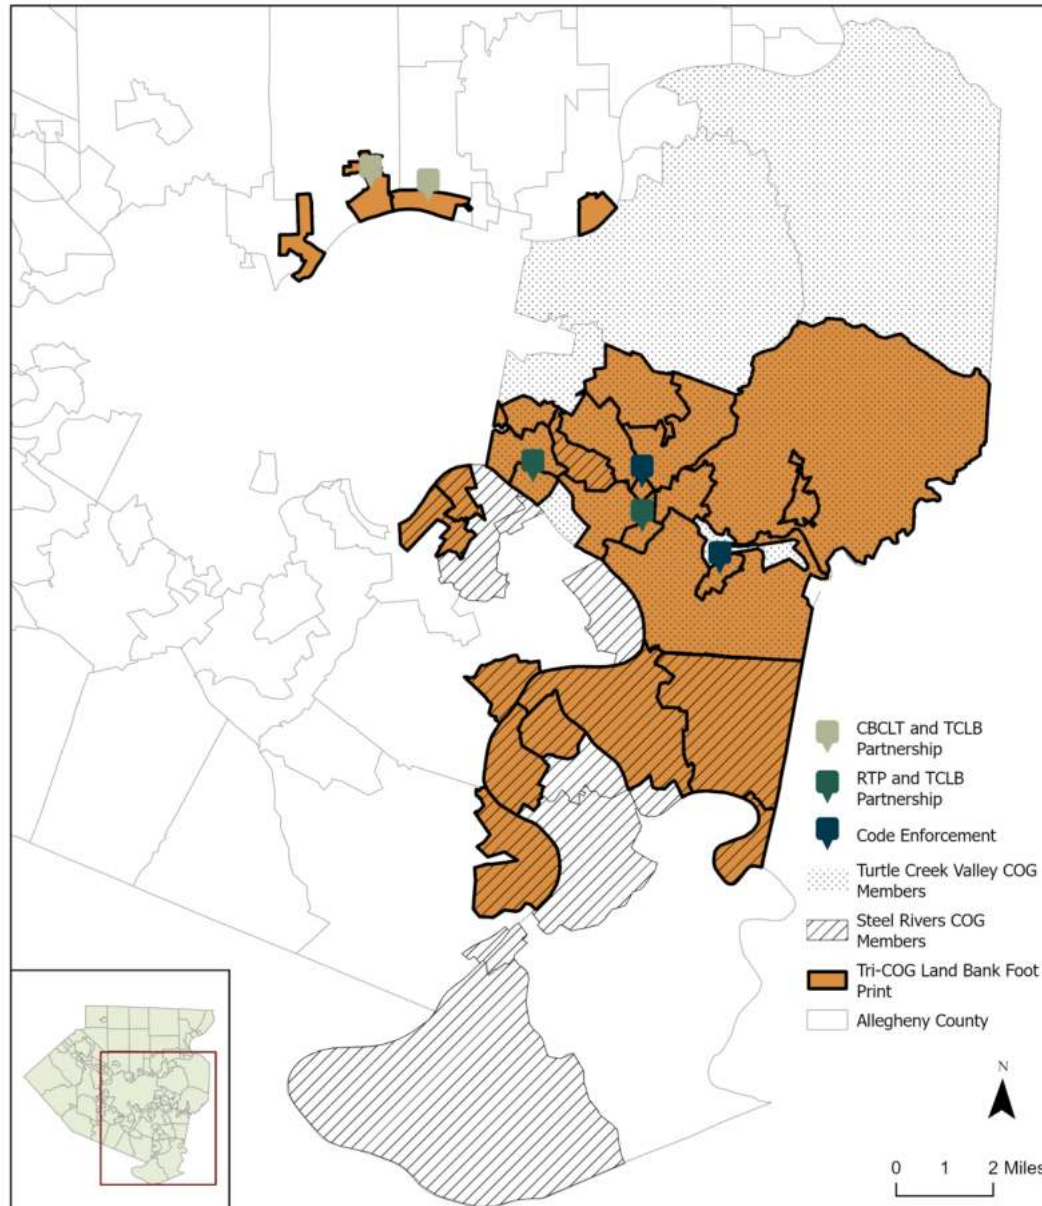 CBCLT and TCLB
Partnership
RTP and TCLB
Partnership
Code Enforcement
Turtle Creek Valley COG
Members
Steel Rivers COG
Members
Tri-COG Land Bank Foot
Print
Allegheny County
N
0 1 2 Miles